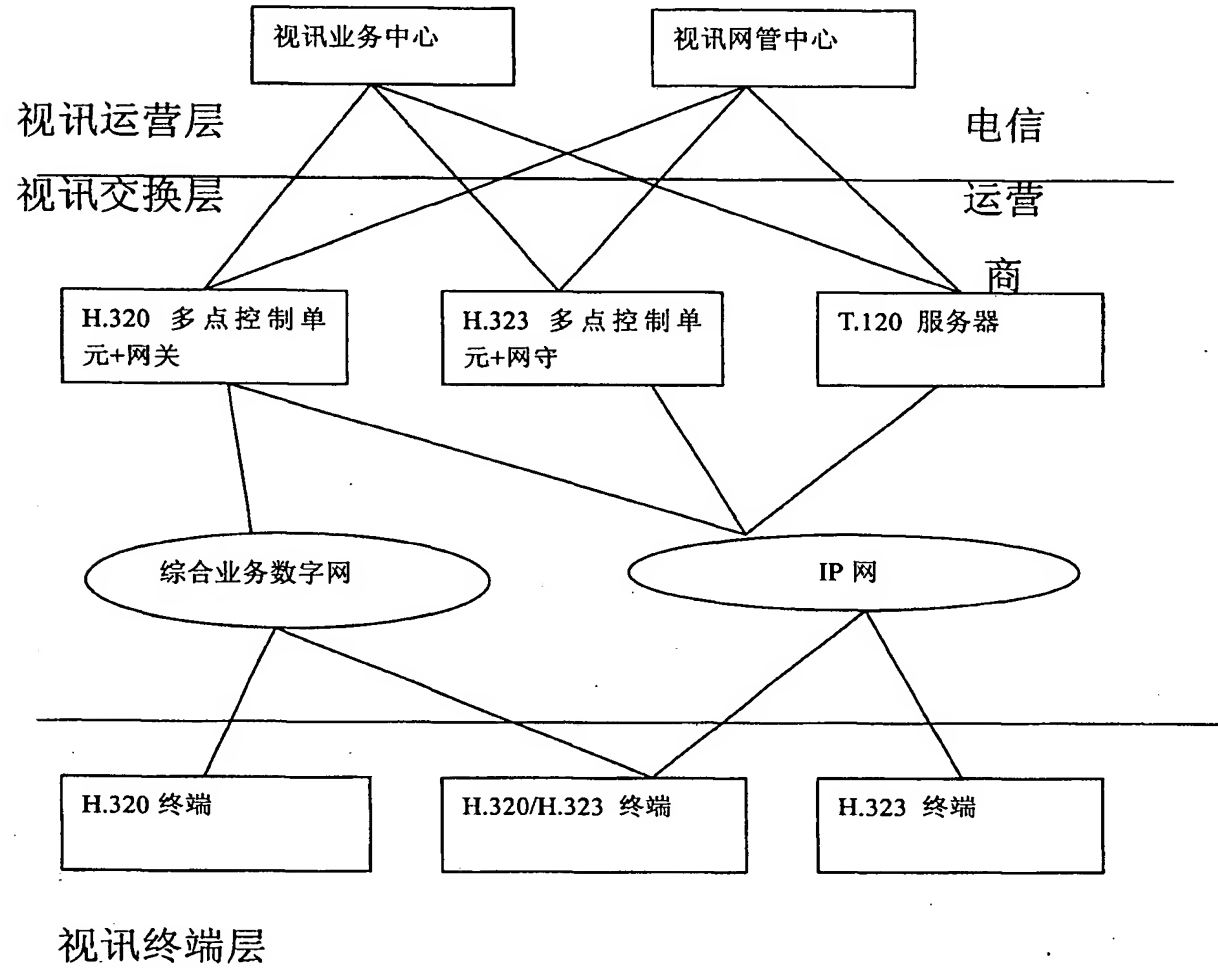 视讯业务中心
视讯网管中心
视讯运营层
电信
视讯交换层
运营
商
H.320 多点控制单
元+网关
H.323 多点控制单
元+网守
T.120 服务器
综合业务数字网
IP 网
H.320 终端
H.320/H.323 终端
H.323 终端
视讯终端层